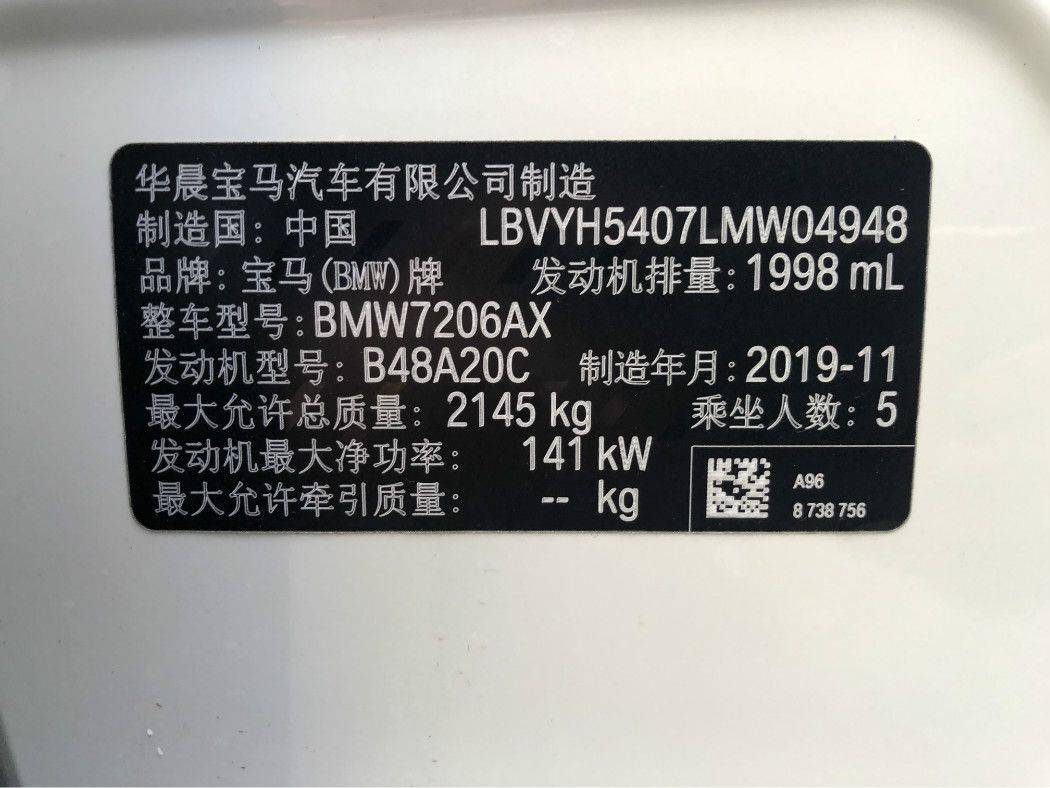 华晨宝马汽车有限公司制造
制造国：中国 LBVYH5407LMW04948
品牌：宝马(BMW)牌 发动机排量：1998 mL
整车型号：BMW7206AX
发动机型号：B48A20C 制造年月：2019-11
最大允许总质量：2145 kg 乘坐人数：5
发动机最大净功率：141 kW
最大允许牵引质量：-- kg
A96
8 738 756